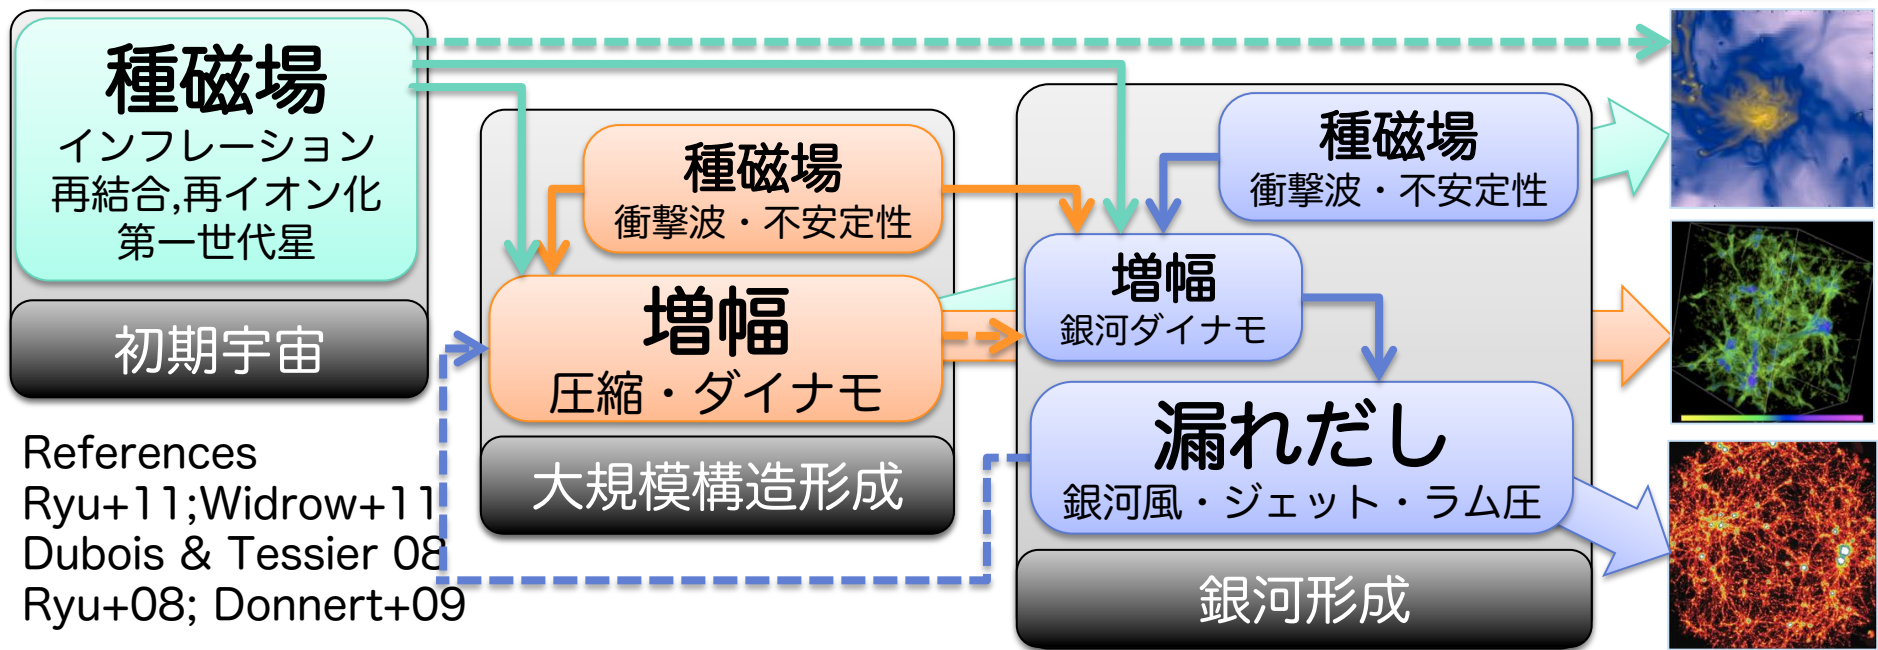 種磁場
インフレーション
再結合,再イオン化
第一世代星
初期宇宙
種磁場
衝撃波・不安定性
増幅
圧縮・ダイナモ
大規模構造形成
種磁場
衝撃波・不安定性
増幅
銀河ダイナモ
漏れだし
銀河風・ジェット・ラム圧
銀河形成
References
Ryu+11;Widrow+11
Dubois & Tessier 08
Ryu+08; Donnert+09